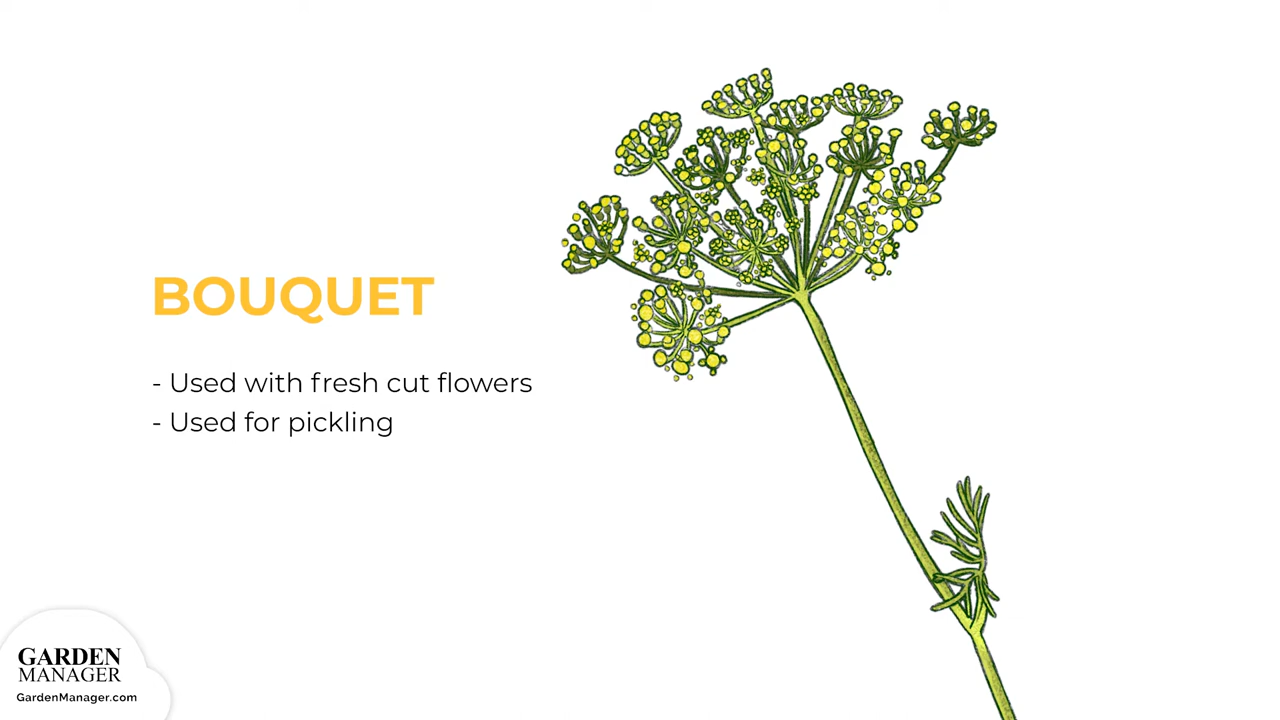 BOUQUET
- Used with fresh cut flowers
- Used for pickling
GARDEN
MANAGER
GardenManager.com